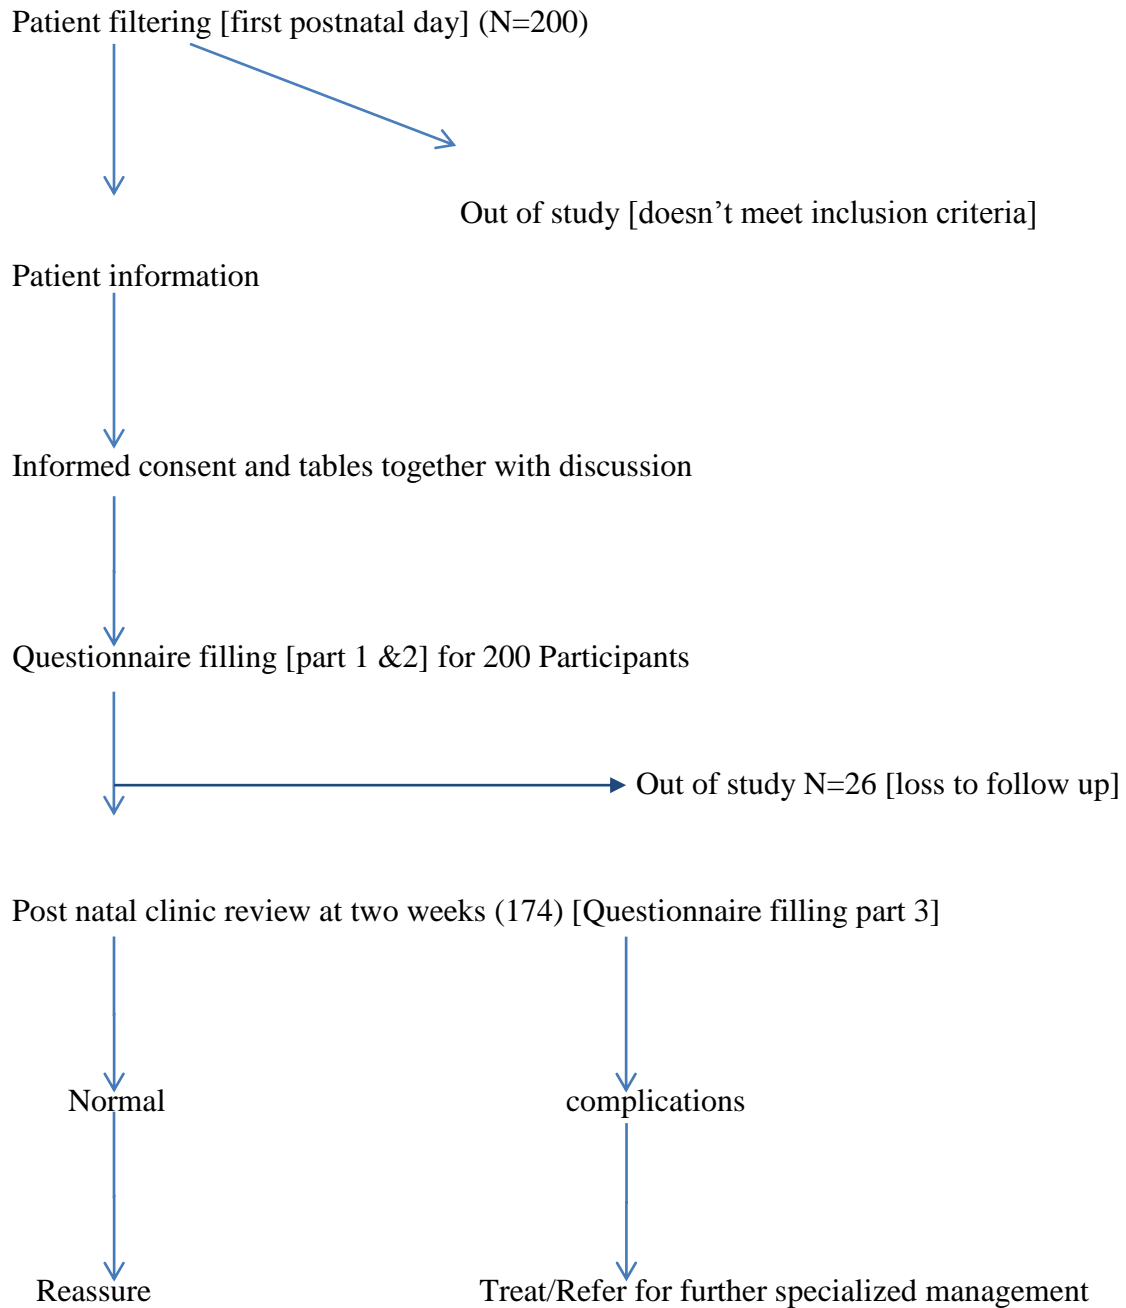 Patient filtering [first postnatal day] (N=200)
Out of study [doesn’t meet inclusion criteria]
Patient information
Informed consent and tables together with discussion
Questionnaire filling [part 1 &2] for 200 Participants
Out of study N=26 [loss to follow up]
Post natal clinic review at two weeks (174) [Questionnaire filling part 3]
Normal
complications
Reassure
Treat/Refer for further specialized management